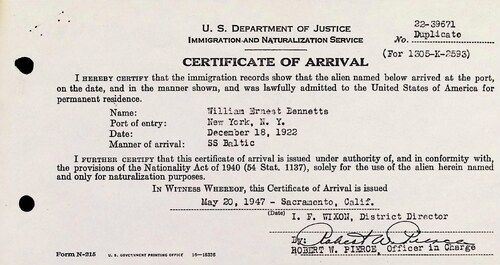 U. S. DEPARTMENT OF JUSTICE
IMMIGRATION AND NATURALIZATION SERVICE
22-39671
No. Duplicate
(For 1305-K-2593)
CERTIFICATE OF ARRIVAL
I HEREBY CERTIFY that the immigration records show that the alien named below arrived at the port,
on the date, and in the manner shown, and was lawfully admitted to the United States of America for
permanent residence.
Name: William Ernest Bennetts
Port of entry: New York, N. Y.
Date: December 18, 1922
Manner of arrival: SS Baltic
I FURTHER CERTIFY that this certificate of arrival is issued under authority of, and in conformity with,
the provisions of the Nationality Act of 1940 (54 Stat. 1137), solely for the use of the alien herein named
and only for naturalization purposes.
IN WITNESS WHEREOF, this Certificate of Arrival is issued
May 20, 1947 - Sacramento, Calif.
(Date)
I. F. WIXON, District Director
By: Robert W. Pierce
ROBERT W. PIERCE, Officer in Charge
Form N-215 U. S. GOVERNMENT PRINTING OFFICE